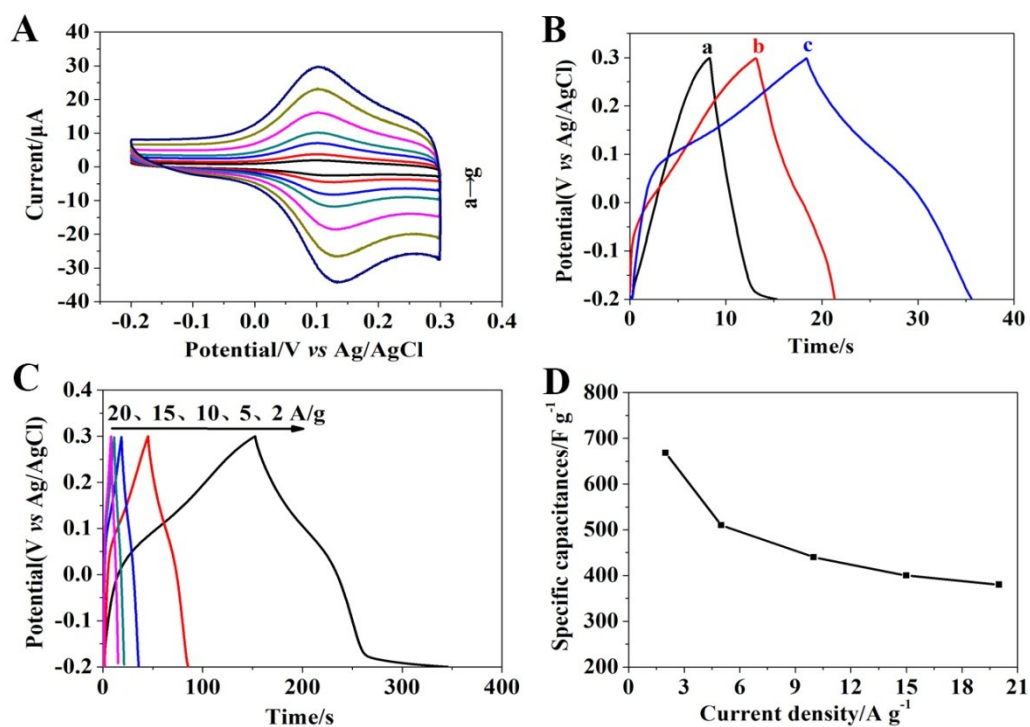 A
40
30
20
10
0
-10
-20
-30
-40
Current/µA
-0.2 -0.1 0.0 0.1 0.2 0.3 0.4
Potential/V vs Ag/AgCl
a→g
B
0.3
0.2
0.1
0.0
-0.1
-0.2
Potential(V vs Ag/AgCl)
a b c
0 10 20 30 40
Time/s
C
0.4
0.3
0.2
0.1
0.0
-0.1
-0.2
Potential(V vs Ag/AgCl)
20、15、10、5、2 A/g
0 100 200 300 400
Time/s
D
800
700
600
500
400
300
200
Specific capacitances/F g-1
0 3 6 9 12 15 18 21
Current density/A g-1